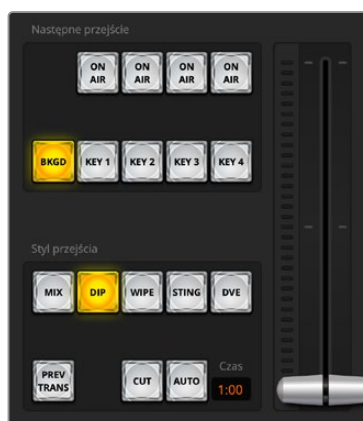 Następne przejście
ON AIR ON AIR ON AIR ON AIR
BKGD KEY 1 KEY 2 KEY 3 KEY 4
Styl przejścia
MIX DIP WIPE STING DVE
Czas
PREV TRANS CUT AUTO 1:00